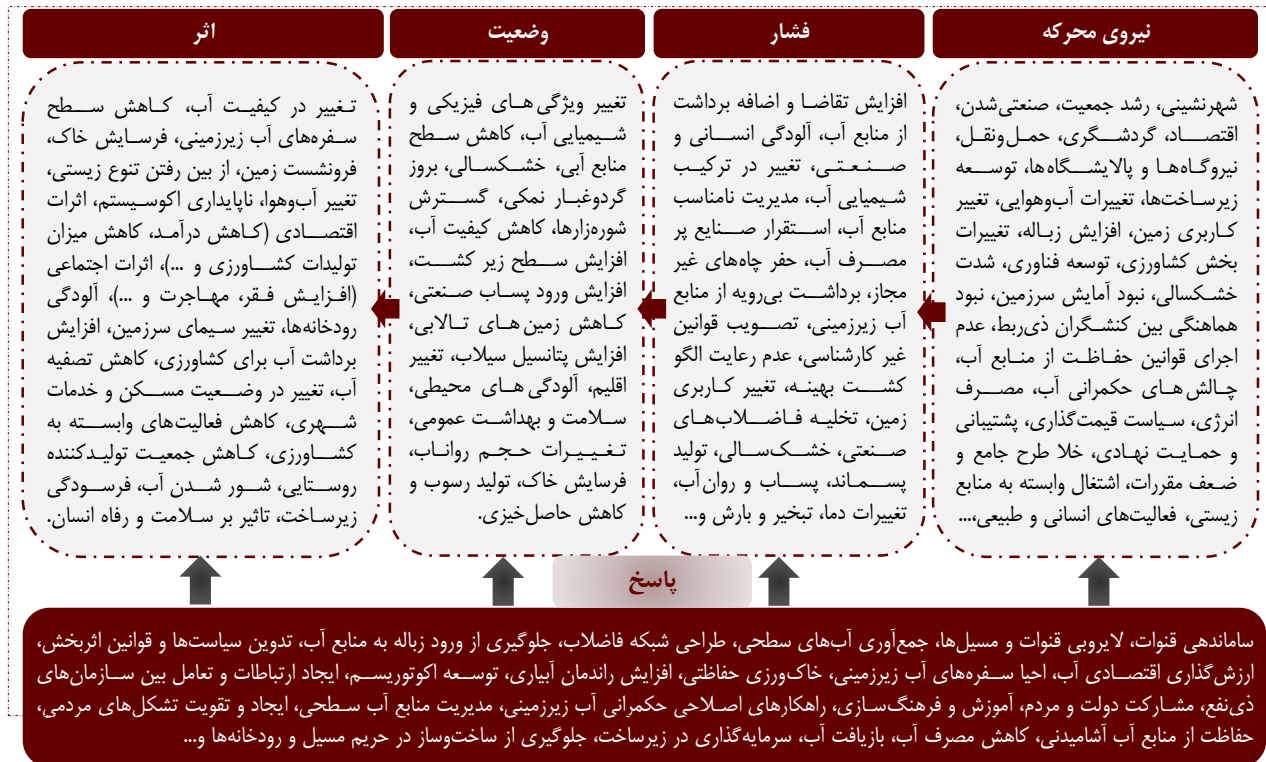 نیروی محرکه
شهرنشینی، رشد جمعیت، صنعتی‌شدن،
اقتصاد، گردشگری، حمل‌ونقل،
نیروگاه‌ها و پالایشگاه‌ها، توسعه
زیرساخت‌ها، تغییرات آب‌وهوایی، تغییر
کاربری زمین، افزایش زباله، تغییرات
بخش کشاورزی، توسعه فناوری، شدت
خشکسالی، نبود آمایش سرزمین، نبود
هماهنگی بین کنشگران ذی‌ربط، عدم
اجرای قوانین حفاظت از منابع آب،
چالش‌های حکمرانی آب، مصرف
انرژی، سیاست قیمت‌گذاری، پشتیبانی
و حمایت نهادی، خلا طرح جامع و
ضعف مقررات، اشتغال وابسته به منابع
زیستی، فعالیت‌های انسانی و طبیعی،...
فشار
افزایش تقاضا و اضافه برداشت
از منابع آب، آلودگی انسانی و
صنعتی، تغییر در ترکیب
شیمیایی آب، مدیریت نامناسب
منابع آب، استقرار صنایع پر
مصرف آب، حفر چاه‌های غیر
مجاز، برداشت بی‌رویه از منابع
آب زیرزمینی، تصویب قوانین
غیر کارشناسی، عدم رعایت الگو
کشت بهینه، تغییر کاربری
زمین، تخلیه فاضلاب‌های
صنعتی، خشک‌سالی، تولید
پسماند، پساب و روان‌آب،
تغییرات دما، تبخیر و بارش و...
وضعیت
تغییر ویژگی‌های فیزیکی و
شیمیایی آب، کاهش سطح
منابع آبی، خشکسالی، بروز
گردوغبار نمکی، گسترش
شوره‌زارها، کاهش کیفیت آب،
افزایش سطح زیر کشت،
افزایش ورود پساب صنعتی،
کاهش زمین‌های تالابی،
افزایش پتانسیل سیلاب، تغییر
اقلیم، آلودگی‌های محیطی،
سلامت و بهداشت عمومی،
تغییرات حجم رواناب،
فرسایش خاک، تولید رسوب و
کاهش حاصل‌خیزی.
اثر
تغییر در کیفیت آب، کاهش سطح
سفره‌های آب زیرزمینی، فرسایش خاک،
فرونشست زمین، از بین رفتن تنوع زیستی،
تغییر آب‌وهوا، ناپایداری اکوسیستم، اثرات
اقتصادی (کاهش درآمد، کاهش میزان
تولیدات کشاورزی و ...)، اثرات اجتماعی
(افزایش فقر، مهاجرت و ...)، آلودگی
رودخانه‌ها، تغییر سیمای سرزمین، افزایش
برداشت آب برای کشاورزی، کاهش تصفیه
آب، تغییر در وضعیت مسکن و خدمات
شهری، کاهش فعالیت‌های وابسته به
کشاورزی، کاهش جمعیت تولیدکننده
روستایی، شور شدن آب، فرسودگی
زیرساخت، تاثیر بر سلامت و رفاه انسان.
پاسخ
ساماندهی قنوات، لایروبی قنوات و مسیل‌ها، جمع‌آوری آب‌های سطحی، طراحی شبکه فاضلاب، جلوگیری از ورود زباله به منابع آب، تدوین سیاست‌ها و قوانین اثربخش،
ارزش‌گذاری اقتصادی آب، احیا سفره‌های آب زیرزمینی، خاک‌ورزی حفاظتی، افزایش راندمان آبیاری، توسعه اکوتوریسم، ایجاد ارتباطات و تعامل بین سازمان‌های
ذی‌نفع، مشارکت دولت و مردم، آموزش و فرهنگ‌سازی، راهکارهای اصلاحی حکمرانی آب زیرزمینی، مدیریت منابع آب سطحی، ایجاد و تقویت تشکل‌های مردمی،
حفاظت از منابع آب آشامیدنی، کاهش مصرف آب، بازیافت آب، سرمایه‌گذاری در زیرساخت، جلوگیری از ساخت‌وساز در حریم مسیل و رودخانه‌ها و...